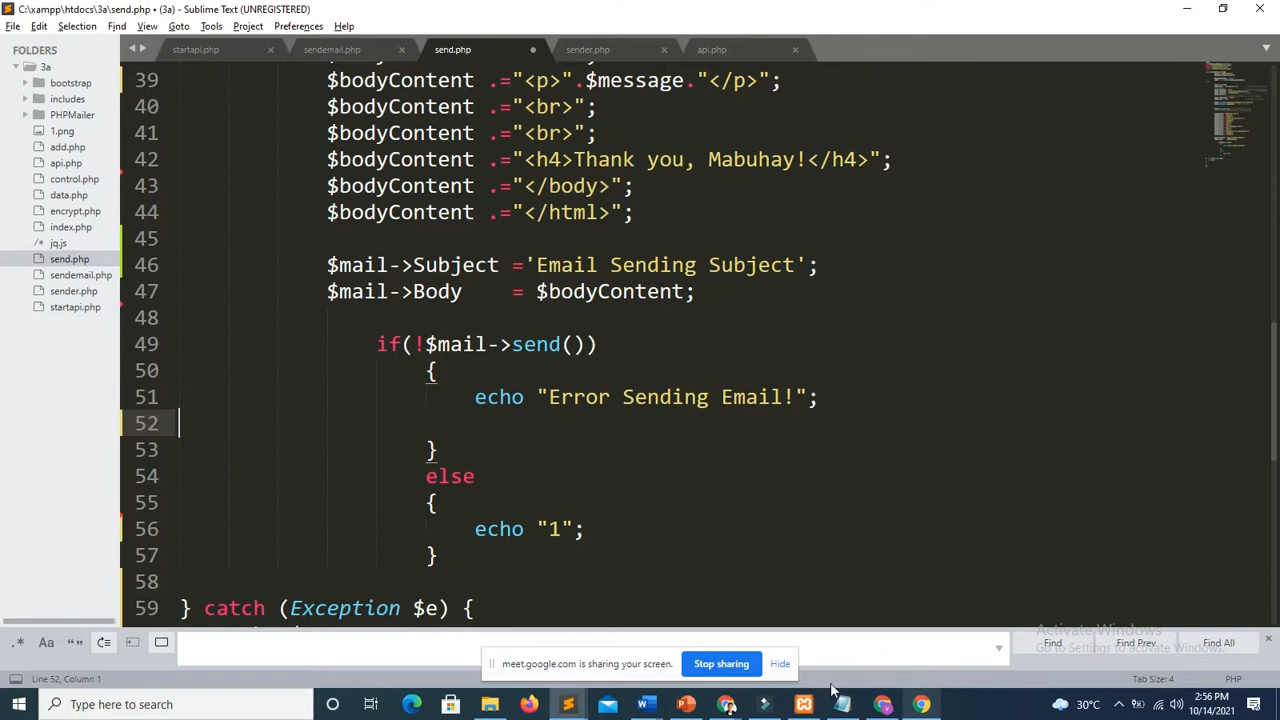 C:\xampp\htdocs\3a\send.php • (3a) - Sublime Text (UNREGISTERED)
File Edit Selection Find View Goto Tools Project Preferences Help
FOLDERS
3a
bootstrap
includes
PHPMailer
1.png
add.php
api.php
control.php
data.php
encrypt.php
index.php
jq.js
send.php
sendemail.php
sender.php
startapi.php
startapi.php sendemail.php send.php sender.php api.php
39 $bodyContent .="<p>".$message."</p>";
40 $bodyContent .="<br>";
41 $bodyContent .="<br>";
42 $bodyContent .="<h4>Thank you, Mabuhay!</h4>";
43 $bodyContent .="</body>";
44 $bodyContent .="</html>";
45
46 $mail->Subject ='Email Sending Subject';
47 $mail->Body    = $bodyContent;
48
49 if(!$mail->send())
50 {
51 echo "Error Sending Email!";
52
53 }
54 else
55 {
56 echo "1";
57 }
58
59 } catch (Exception $e) {
Find Find Prev Find All
Activate Windows
Go to Settings to activate Windows.
meet.google.com is sharing your screen. Stop sharing Hide
Line 52, Column 1 Tab Size: 4 PHP
Type here to search 30°C 2:56 PM
10/14/2021